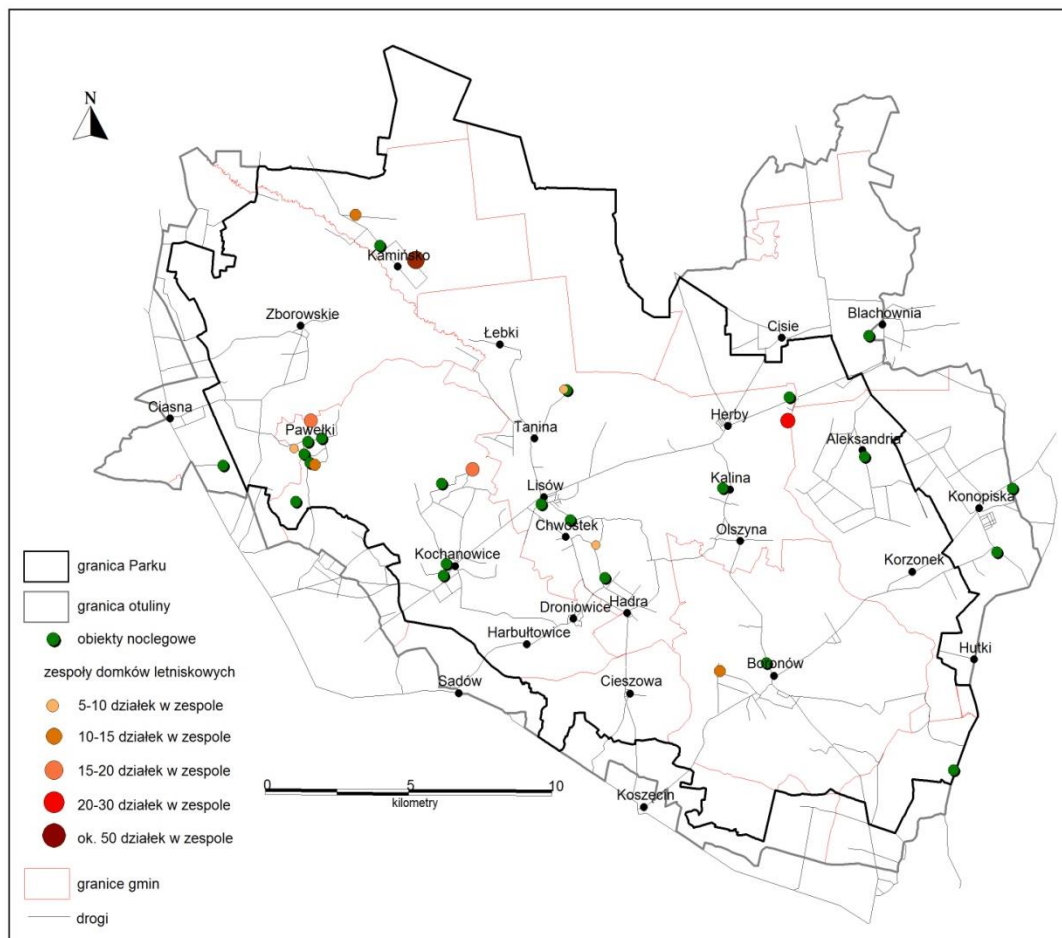 N
Kamińsko
Zborowskie
Łebki
Cisie
Blachownia
Ciasna
Pawełki
Tanina
Herby
Aleksandria
Lisów
Kalina
Konopiska
Chwostek
Olszyna
Kochanowice
Korzonek
Droniowice
Hadra
Harbułtowice
Hutki
Sadów
Cieszowa
Boronów
Koszęcin
granica Parku
granica otuliny
obiekty noclegowe
zespoły domków letniskowych
5-10 działek w zespole
10-15 działek w zespole
15-20 działek w zespole
20-30 działek w zespole
ok. 50 działek w zespole
granice gmin
drogi
0 5 10
kilometry